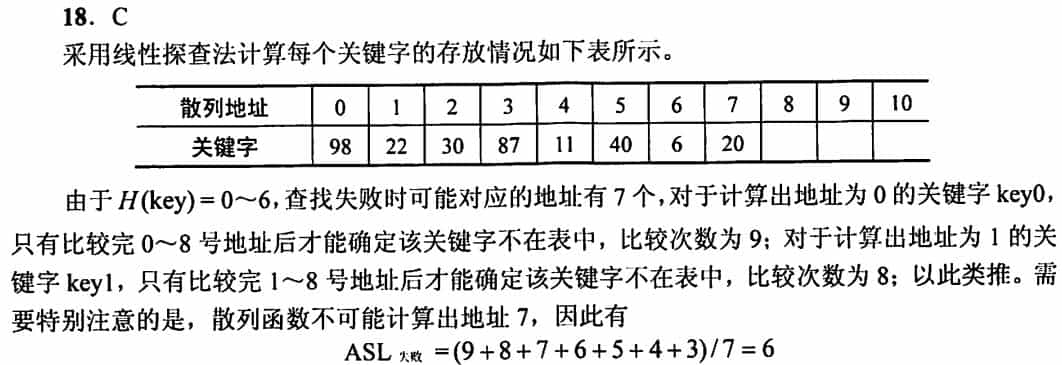 18. C
采用线性探查法计算每个关键字的存放情况如下表所示。
散列地址 0 1 2 3 4 5 6 7 8 9 10
关键字 98 22 30 87 11 40 6 20
由于 H(key) = 0～6，查找失败时可能对应的地址有 7 个，对于计算出地址为 0 的关键字 key0，
只有比较完 0～8 号地址后才能确定该关键字不在表中，比较次数为 9；对于计算出地址为 1 的关
键字 key1，只有比较完 1～8 号地址后才能确定该关键字不在表中，比较次数为 8；以此类推。需
要特别注意的是，散列函数不可能计算出地址 7，因此有
ASL 失败 = (9 + 8 + 7 + 6 + 5 + 4 + 3) / 7 = 6